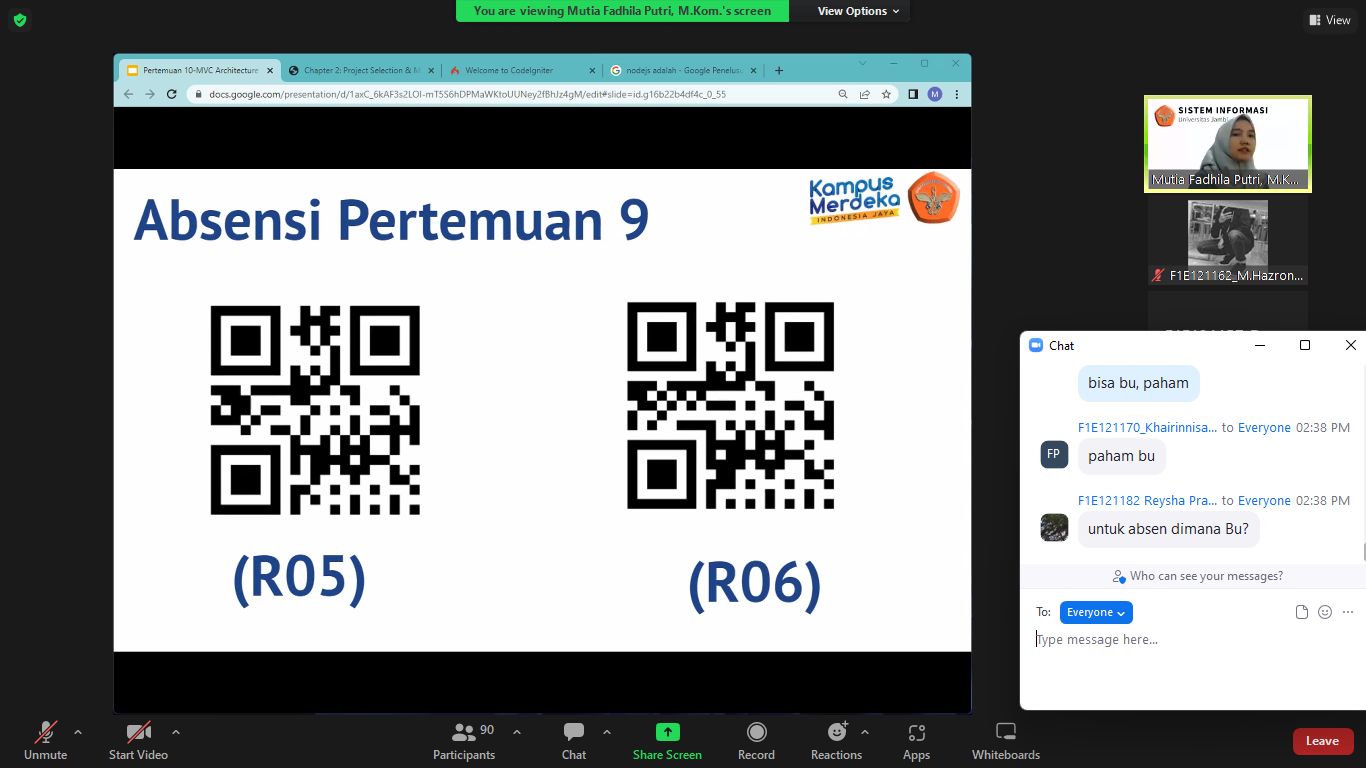 You are viewing Mutia Fadhila Putri, M.Kom.'s screen
View Options
View
Pertemuan 10-MVC Architecture
Chapter 2: Project Selection & M
Welcome to CodeIgniter
nodejs adalah - Google Penelusu
docs.google.com/presentation/d/1axC_6kAF3s2LOI-mT5S6hDPMaWKtoUUNey2fBhJz4gM/edit#slide=id.g16b22b4df4c_0_55
M
Absensi Pertemuan 9
Kampus
Merdeka
INDONESIA JAYA
(R05)
(R06)
SISTEM INFORMASI
Universitas Jambi
Mutia Fadhila Putri, M.K...
F1E121162_M.Hazron...
Chat
bisa bu, paham
F1E121170_Khairinnisa... to Everyone 02:38 PM
FP
paham bu
F1E121182 Reysha Pra... to Everyone 02:38 PM
untuk absen dimana Bu?
Who can see your messages?
To: Everyone
Type message here...
Unmute
Start Video
90
Participants
Chat
Share Screen
Record
Reactions
Apps
Whiteboards
Leave